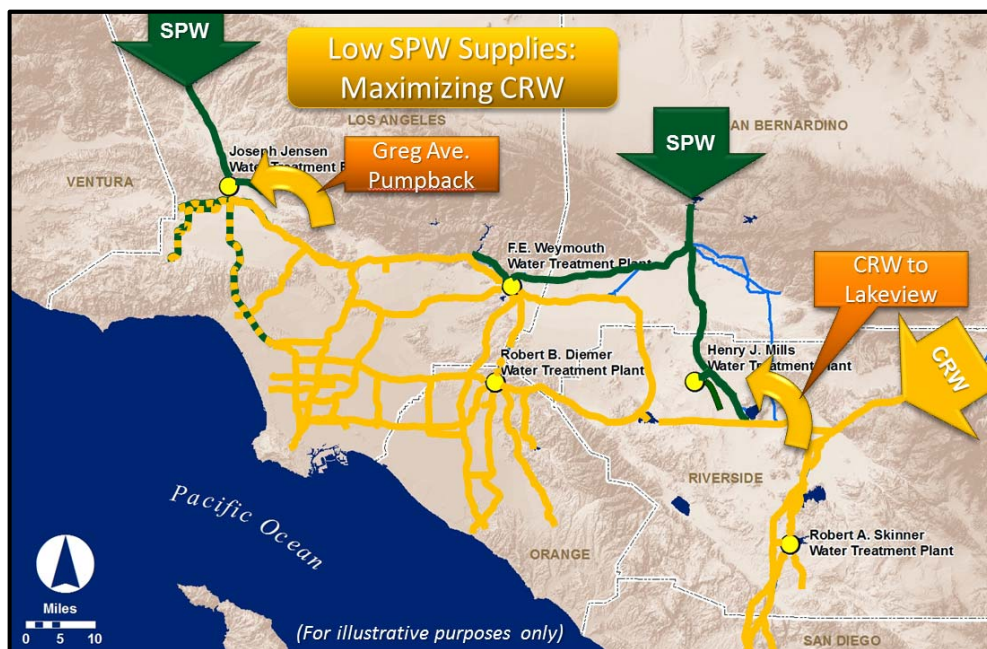 SPW
Low SPW Supplies:
Maximizing CRW
LOS ANGELES
SPW
AN BERNARDINO
Joseph Jensen
Water Treatment P
Greg Ave.
Pumpback
VENTURA
F.E. Weymouth
Water Treatment Plant
CRW to
Lakeview
Henry J. Mills
Water Treatment Plant
CRW
Robert B. Diemer
Water Treatment Plant
RIVERSIDE
Pacific Ocean
Robert A. Skinner
Water Treatment Plant
ORANGE
Miles
0 5 10
(For illustrative purposes only)
SAN DIEGO